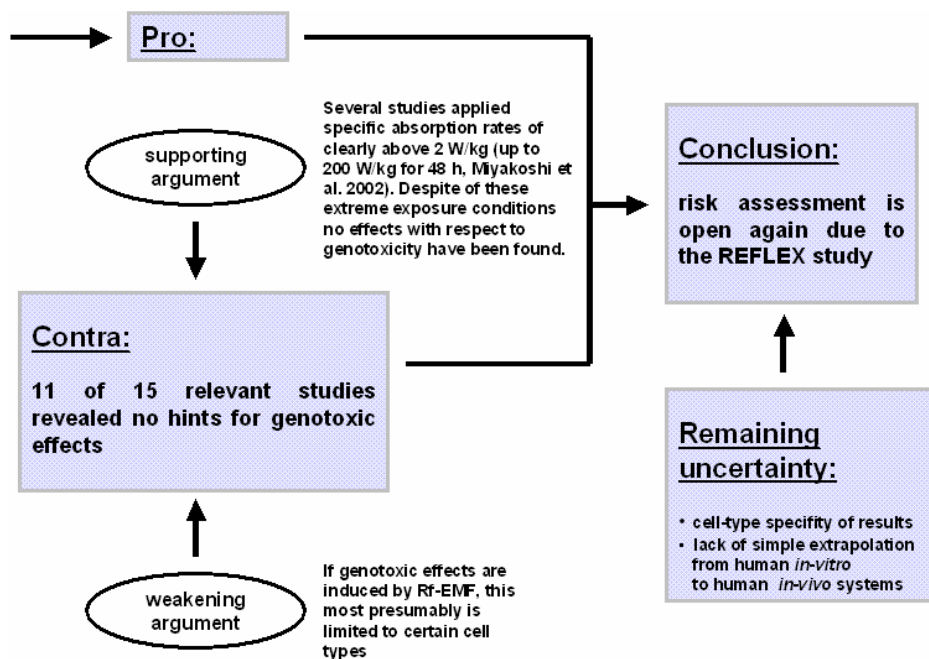 Pro:
supporting
argument
Several studies applied
specific absorption rates of
clearly above 2 W/kg (up to
200 W/kg for 48 h, Miyakoshi et
al. 2002). Despite of these
extreme exposure conditions
no effects with respect to
genotoxicity have been found.
Contra:
11 of 15 relevant studies
revealed no hints for genotoxic
effects
weakening
argument
If genotoxic effects are
induced by Rf-EMF, this
most presumably is
limited to certain cell
types
Conclusion:
risk assessment is
open again due to
the REFLEX study
Remaining
uncertainty:
• cell-type specifity of results
• lack of simple extrapolation
from human in-vitro
to human in-vivo systems